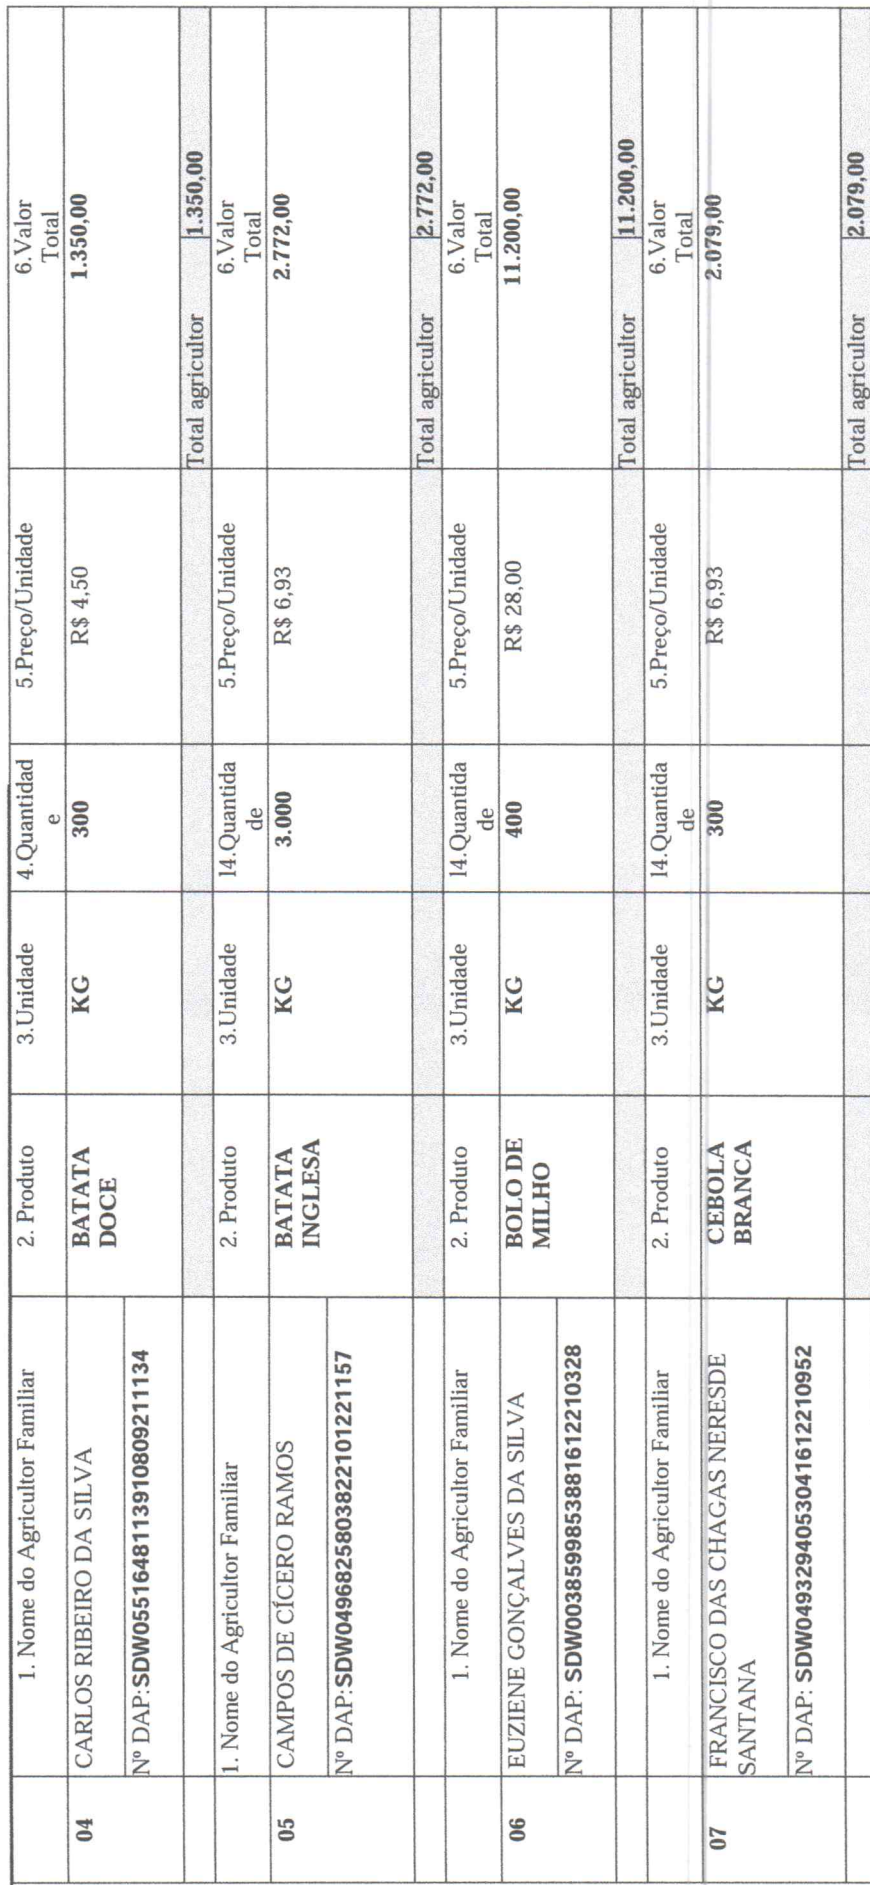 1. Nome do Agricultor Familiar 2. Produto 3.Unidade 4.Quantidad e 5.Preço/Unidade 6.Valor Total
04 CARLOS RIBEIRO DA SILVA BATATA DOCE KG 300 R$ 4,50 1.350,00
Nº DAP:SDW0551648113910809211134
Total agricultor 1.350,00
1. Nome do Agricultor Familiar 2. Produto 3.Unidade 14.Quantida de 5.Preço/Unidade 6.Valor Total
05 CAMPOS DE CÍCERO RAMOS BATATA INGLESA KG 3.000 R$ 6,93 2.772,00
Nº DAP:SDW0496825803822101221157
Total agricultor 2.772,00
1. Nome do Agricultor Familiar 2. Produto 3.Unidade 14.Quantida de 5.Preço/Unidade 6.Valor Total
06 EUZIENE GONÇALVES DA SILVA BOLO DE MILHO KG 400 R$ 28,00 11.200,00
Nº DAP: SDW0038599853881612210328
Total agricultor 11.200,00
1. Nome do Agricultor Familiar 2. Produto 3.Unidade 14.Quantida de 5.Preço/Unidade 6.Valor Total
07 FRANCISCO DAS CHAGAS NERESDE SANTANA CEBOLA BRANCA KG 300 R$ 6,93 2.079,00
Nº DAP: SDW0493294053041612210952
Total agricultor 2.079,00